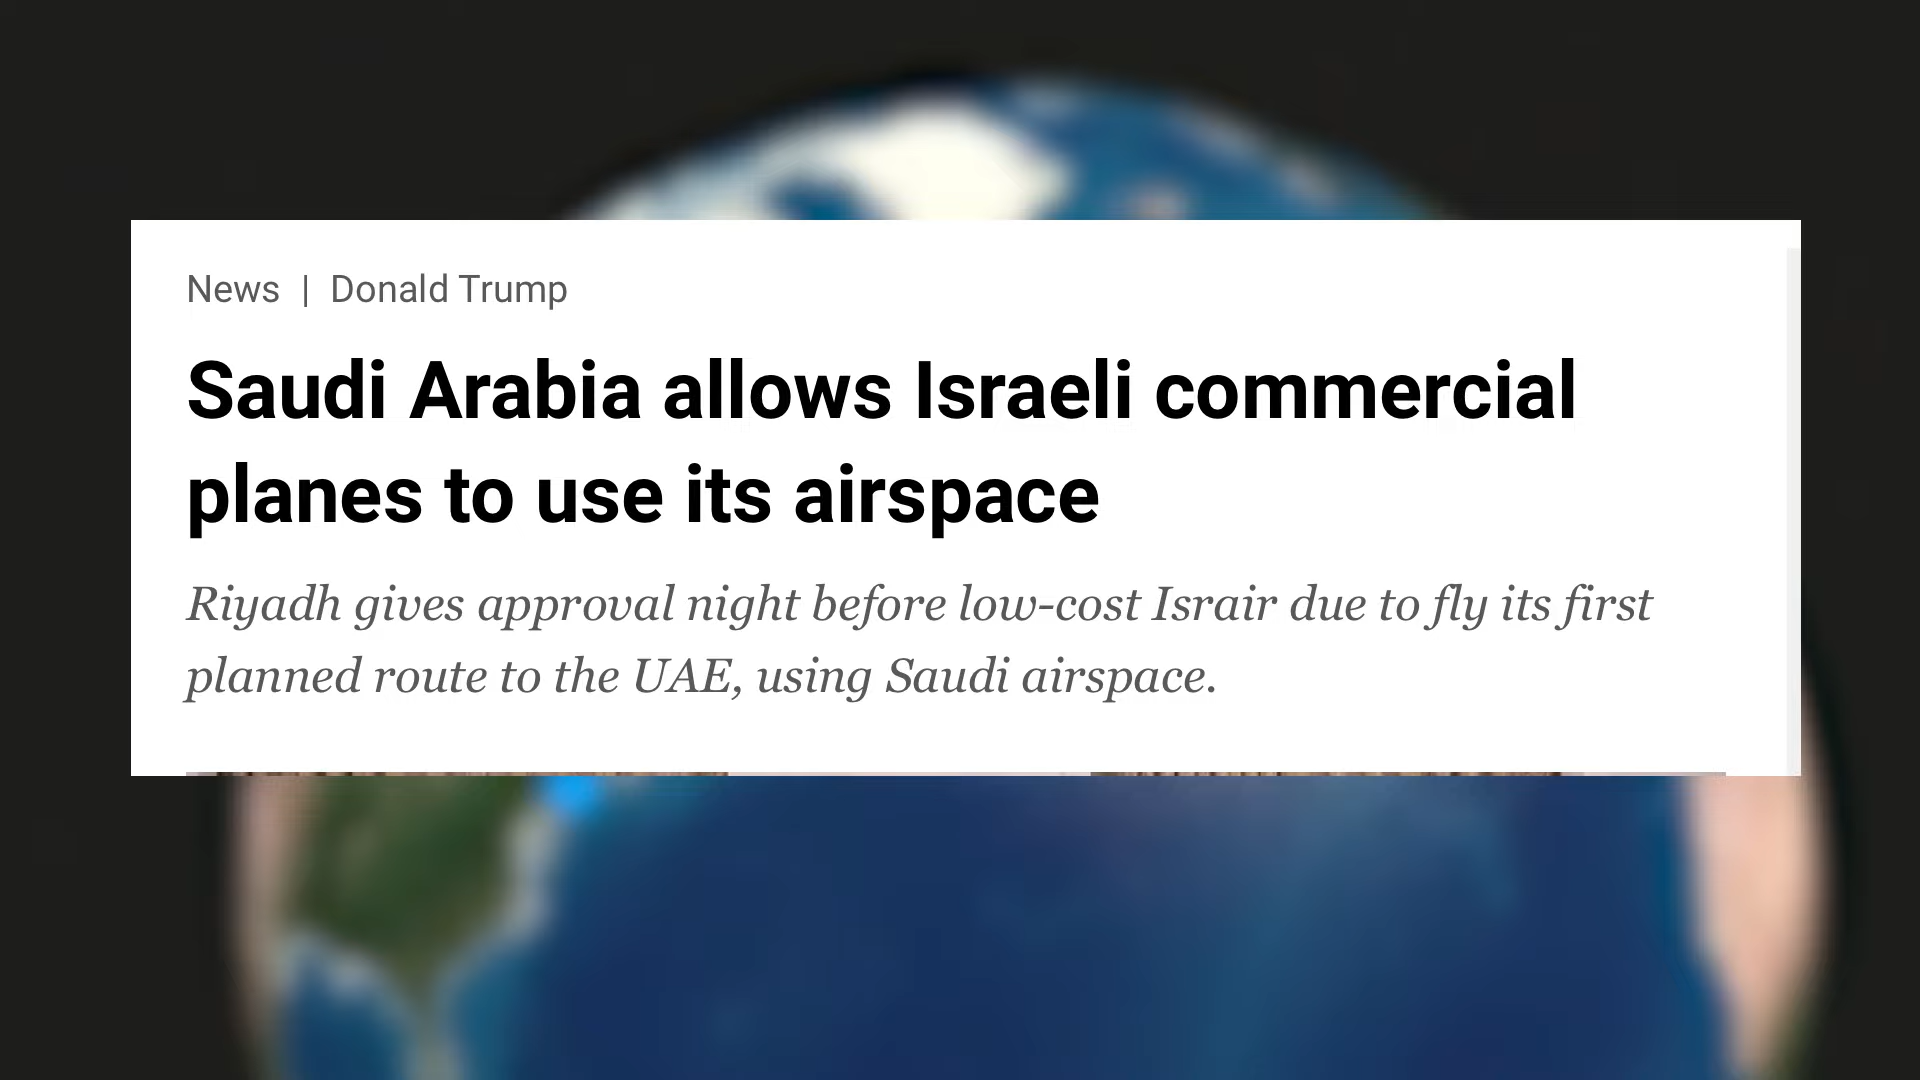 News | Donald Trump
Saudi Arabia allows Israeli commercial
planes to use its airspace
Riyadh gives approval night before low-cost Israir due to fly its first
planned route to the UAE, using Saudi airspace.